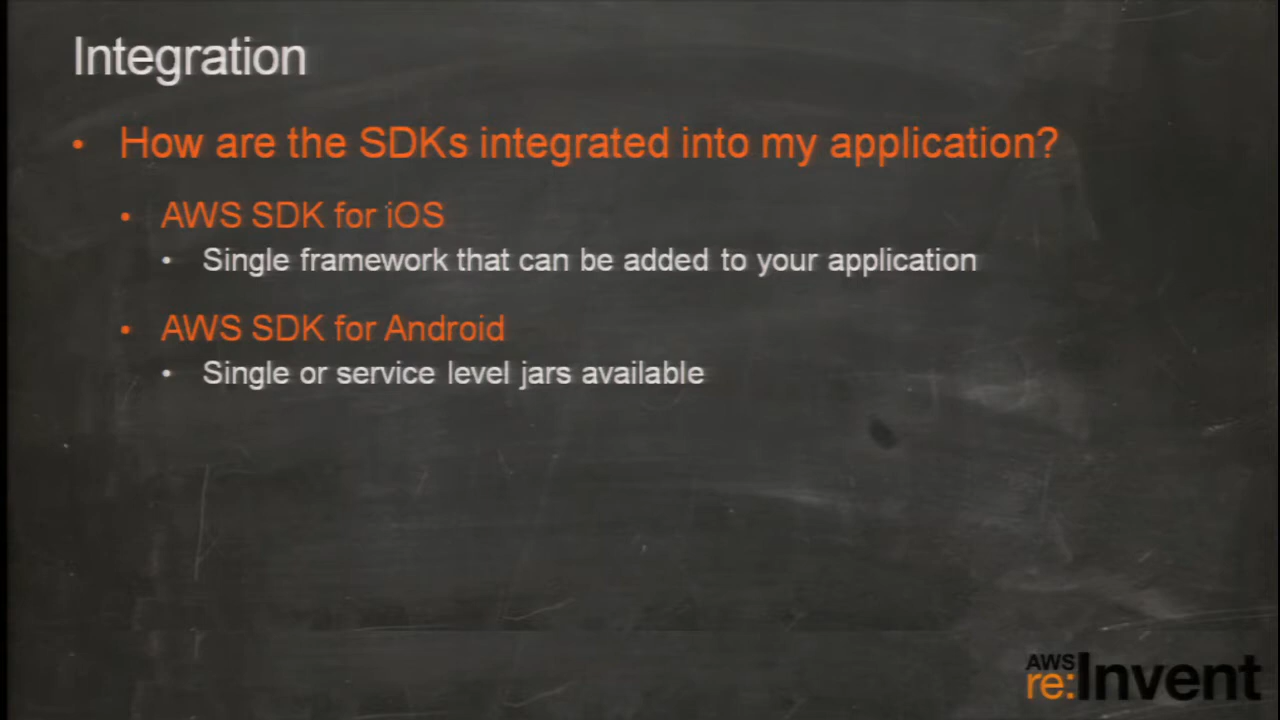 Integration
• How are the SDKs integrated into my application?
• AWS SDK for iOS
• Single framework that can be added to your application
• AWS SDK for Android
• Single or service level jars available
AWS
re:Invent